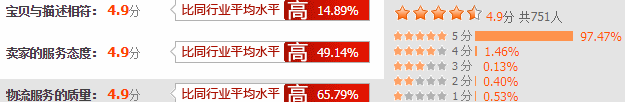 宝贝与描述相符: 4.9分 比同行业平均水平 高 14.89%
卖家的服务态度: 4.9分 比同行业平均水平 高 49.14%
物流服务的质量: 4.9分 比同行业平均水平 高 65.79%
4.9分 共751人
5 分 97.47%
4 分 1.46%
3 分 0.13%
2 分 0.40%
1 分 0.53%